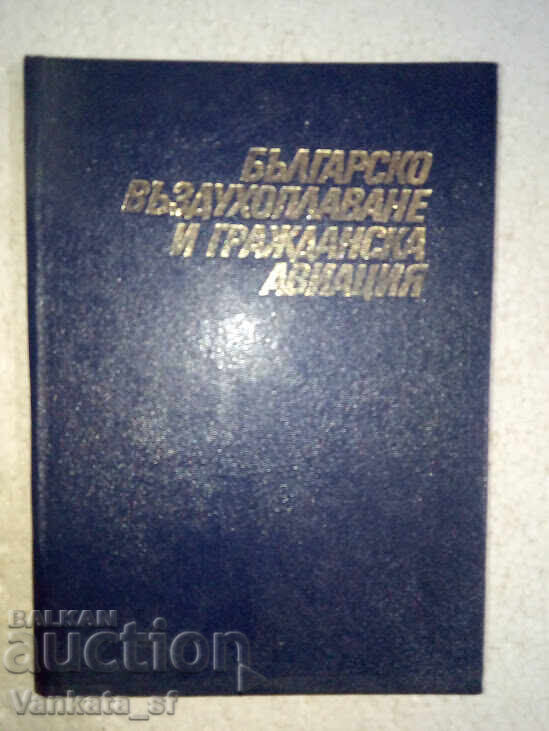 БЪЛГАРСКО
ВЪЗДУХОПЛАВАНЕ
И ГРАЖДАНСКА
АВИАЦИЯ
BALKAN
auction
Vankata_sf